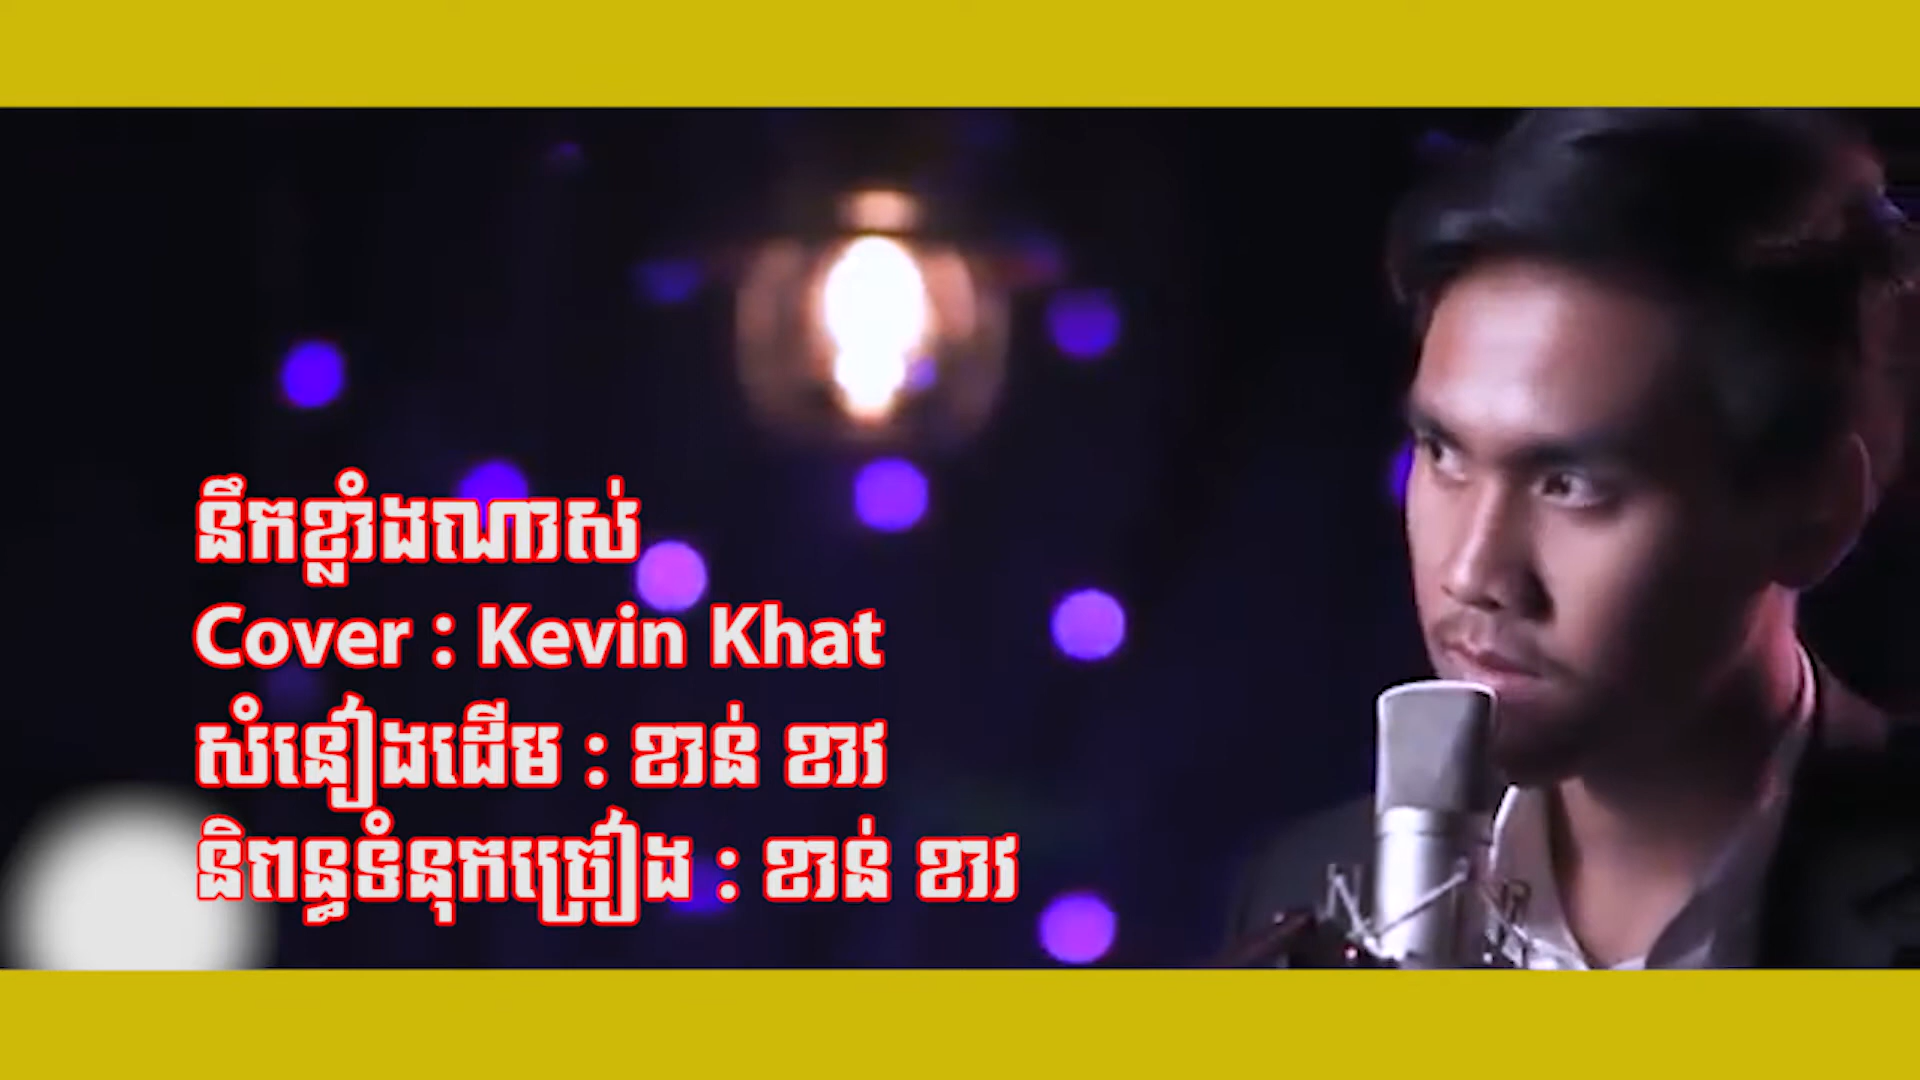 នឹកខ្លាំងណាស់
Cover : Kevin Khat
សំនៀងដើម : ខាន់ ខាវ
និពន្ធទំនុកច្រៀង : ខាន់ ខាវ